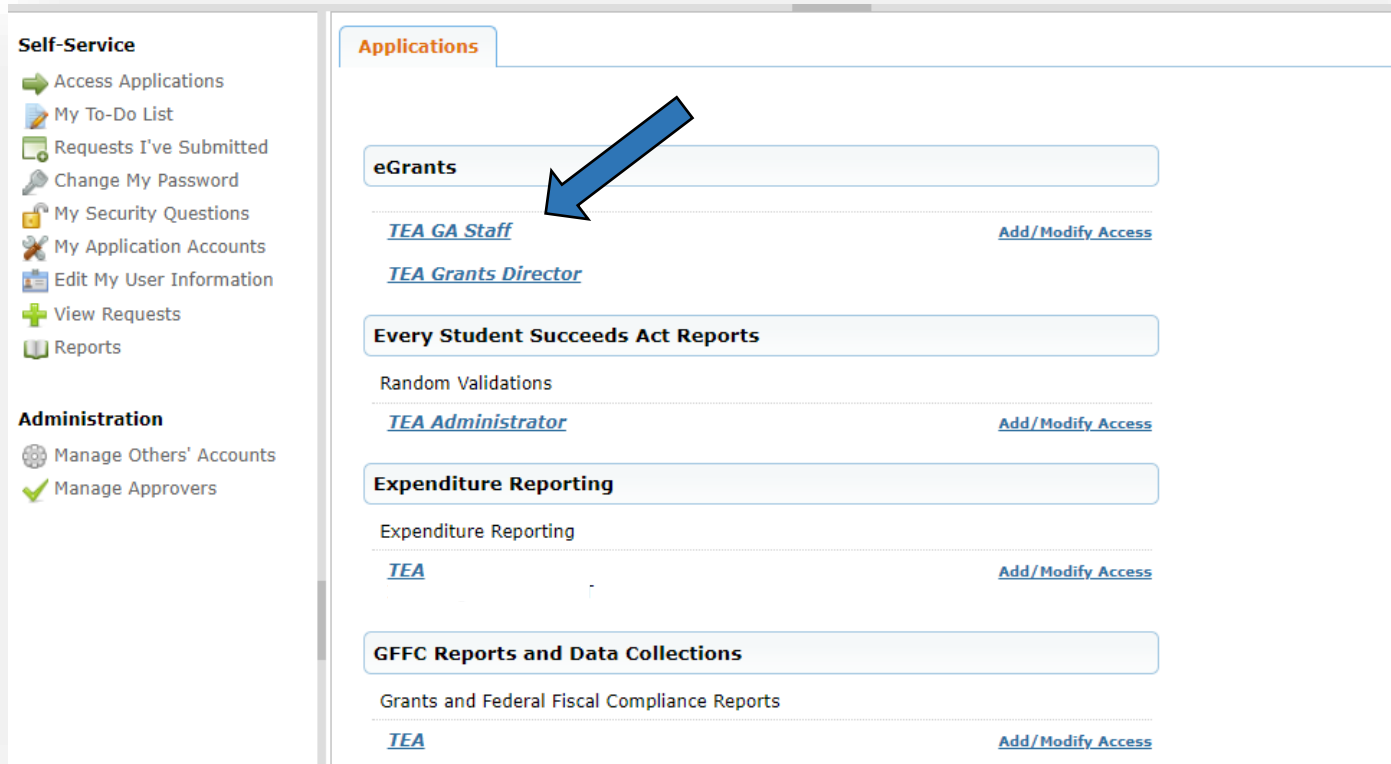 Self-Service
Access Applications
My To-Do List
Requests I've Submitted
Change My Password
My Security Questions
My Application Accounts
Edit My User Information
View Requests
Reports
Administration
Manage Others' Accounts
Manage Approvers
Applications
eGrants
TEA GA Staff Add/Modify Access
TEA Grants Director
Every Student Succeeds Act Reports
Random Validations
TEA Administrator Add/Modify Access
Expenditure Reporting
Expenditure Reporting
TEA Add/Modify Access
GFFC Reports and Data Collections
Grants and Federal Fiscal Compliance Reports
TEA Add/Modify Access